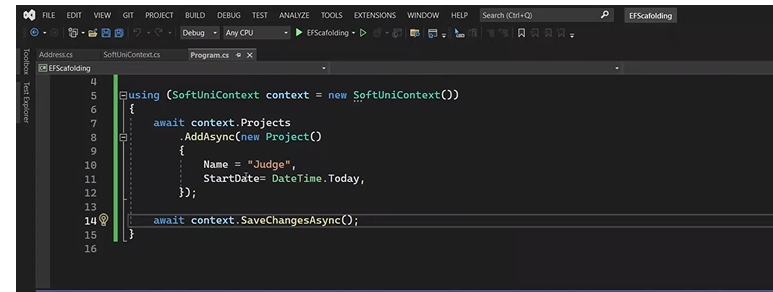 FILE EDIT VIEW GIT PROJECT BUILD DEBUG TEST ANALYZE TOOLS EXTENSIONS WINDOW HELP Search (Ctrl+Q) EFScafolding
Debug Any CPU EFScafolding
Address.cs SoftUniContext.cs Program.cs
EFScafolding
Toolbox
Test Explorer
4
5 using (SoftUniContext context = new SoftUniContext())
6 {
7 await context.Projects
8 .AddAsync(new Project()
9 {
10 Name = "Judge",
11 StartDate= DateTime.Today,
12 });
13
14 await context.SaveChangesAsync();
15 }
16